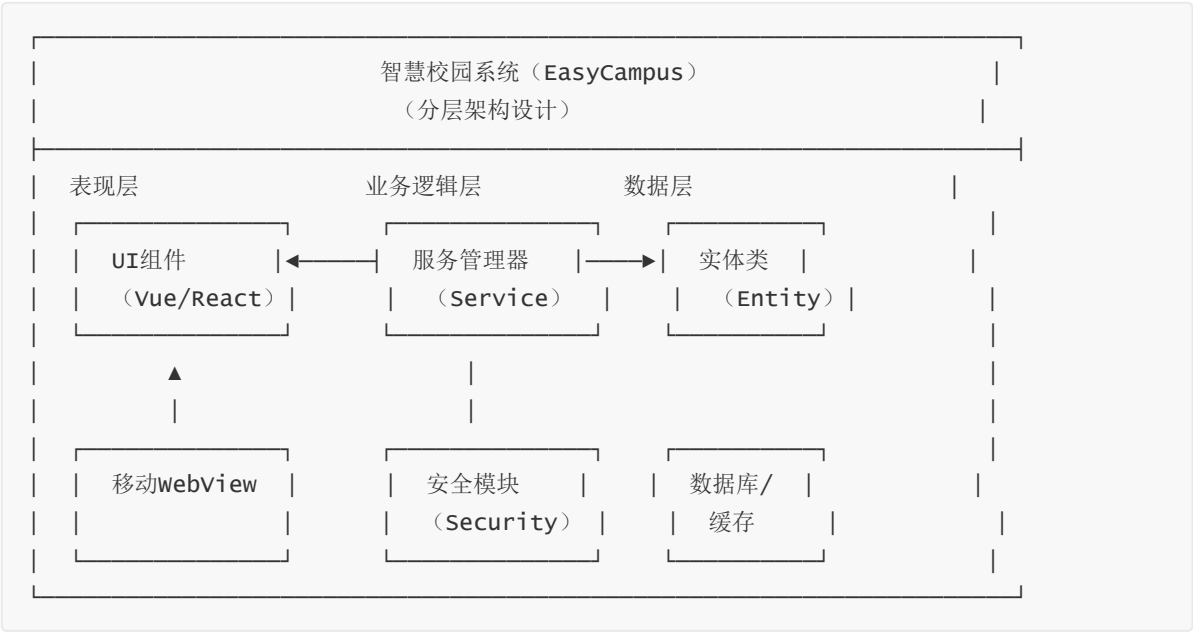 智慧校园系统（EasyCampus）
（分层架构设计）
表现层 业务逻辑层 数据层
UI组件 服务管理器 实体类
（Vue/React） （Service） （Entity）
移动WebView 安全模块 数据库/
（Security） 缓存